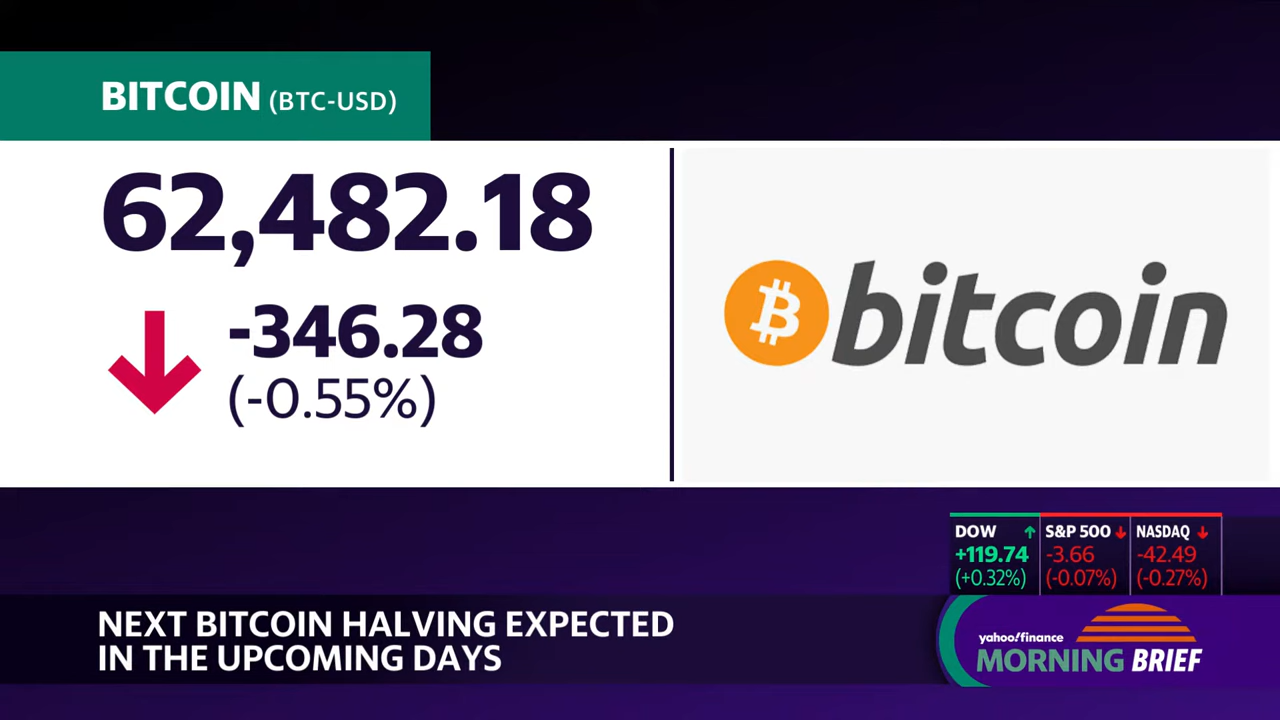 BITCOIN (BTC-USD)
62,482.18
-346.28
(-0.55%)
bitcoin
DOW
+119.74
(+0.32%)
S&P 500
-3.66
(-0.07%)
NASDAQ
-42.49
(-0.27%)
NEXT BITCOIN HALVING EXPECTED
IN THE UPCOMING DAYS
yahoo!finance
MORNING BRIEF